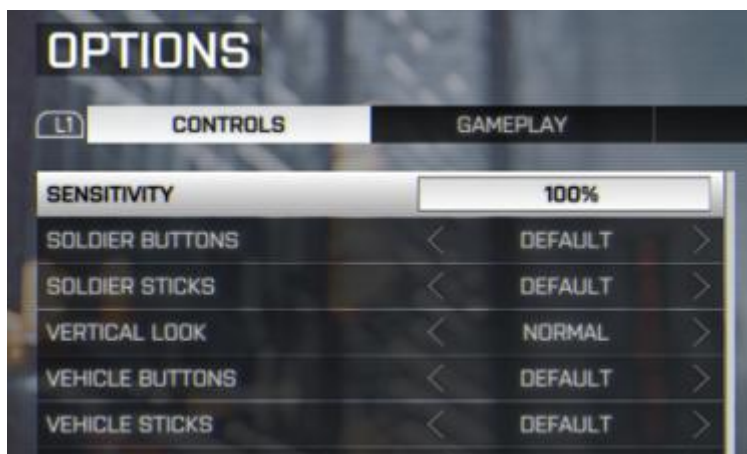 OPTIONS
L1 CONTROLS GAMEPLAY
SENSITIVITY 100%
SOLDIER BUTTONS DEFAULT
SOLDIER STICKS DEFAULT
VERTICAL LOOK NORMAL
VEHICLE BUTTONS DEFAULT
VEHICLE STICKS DEFAULT